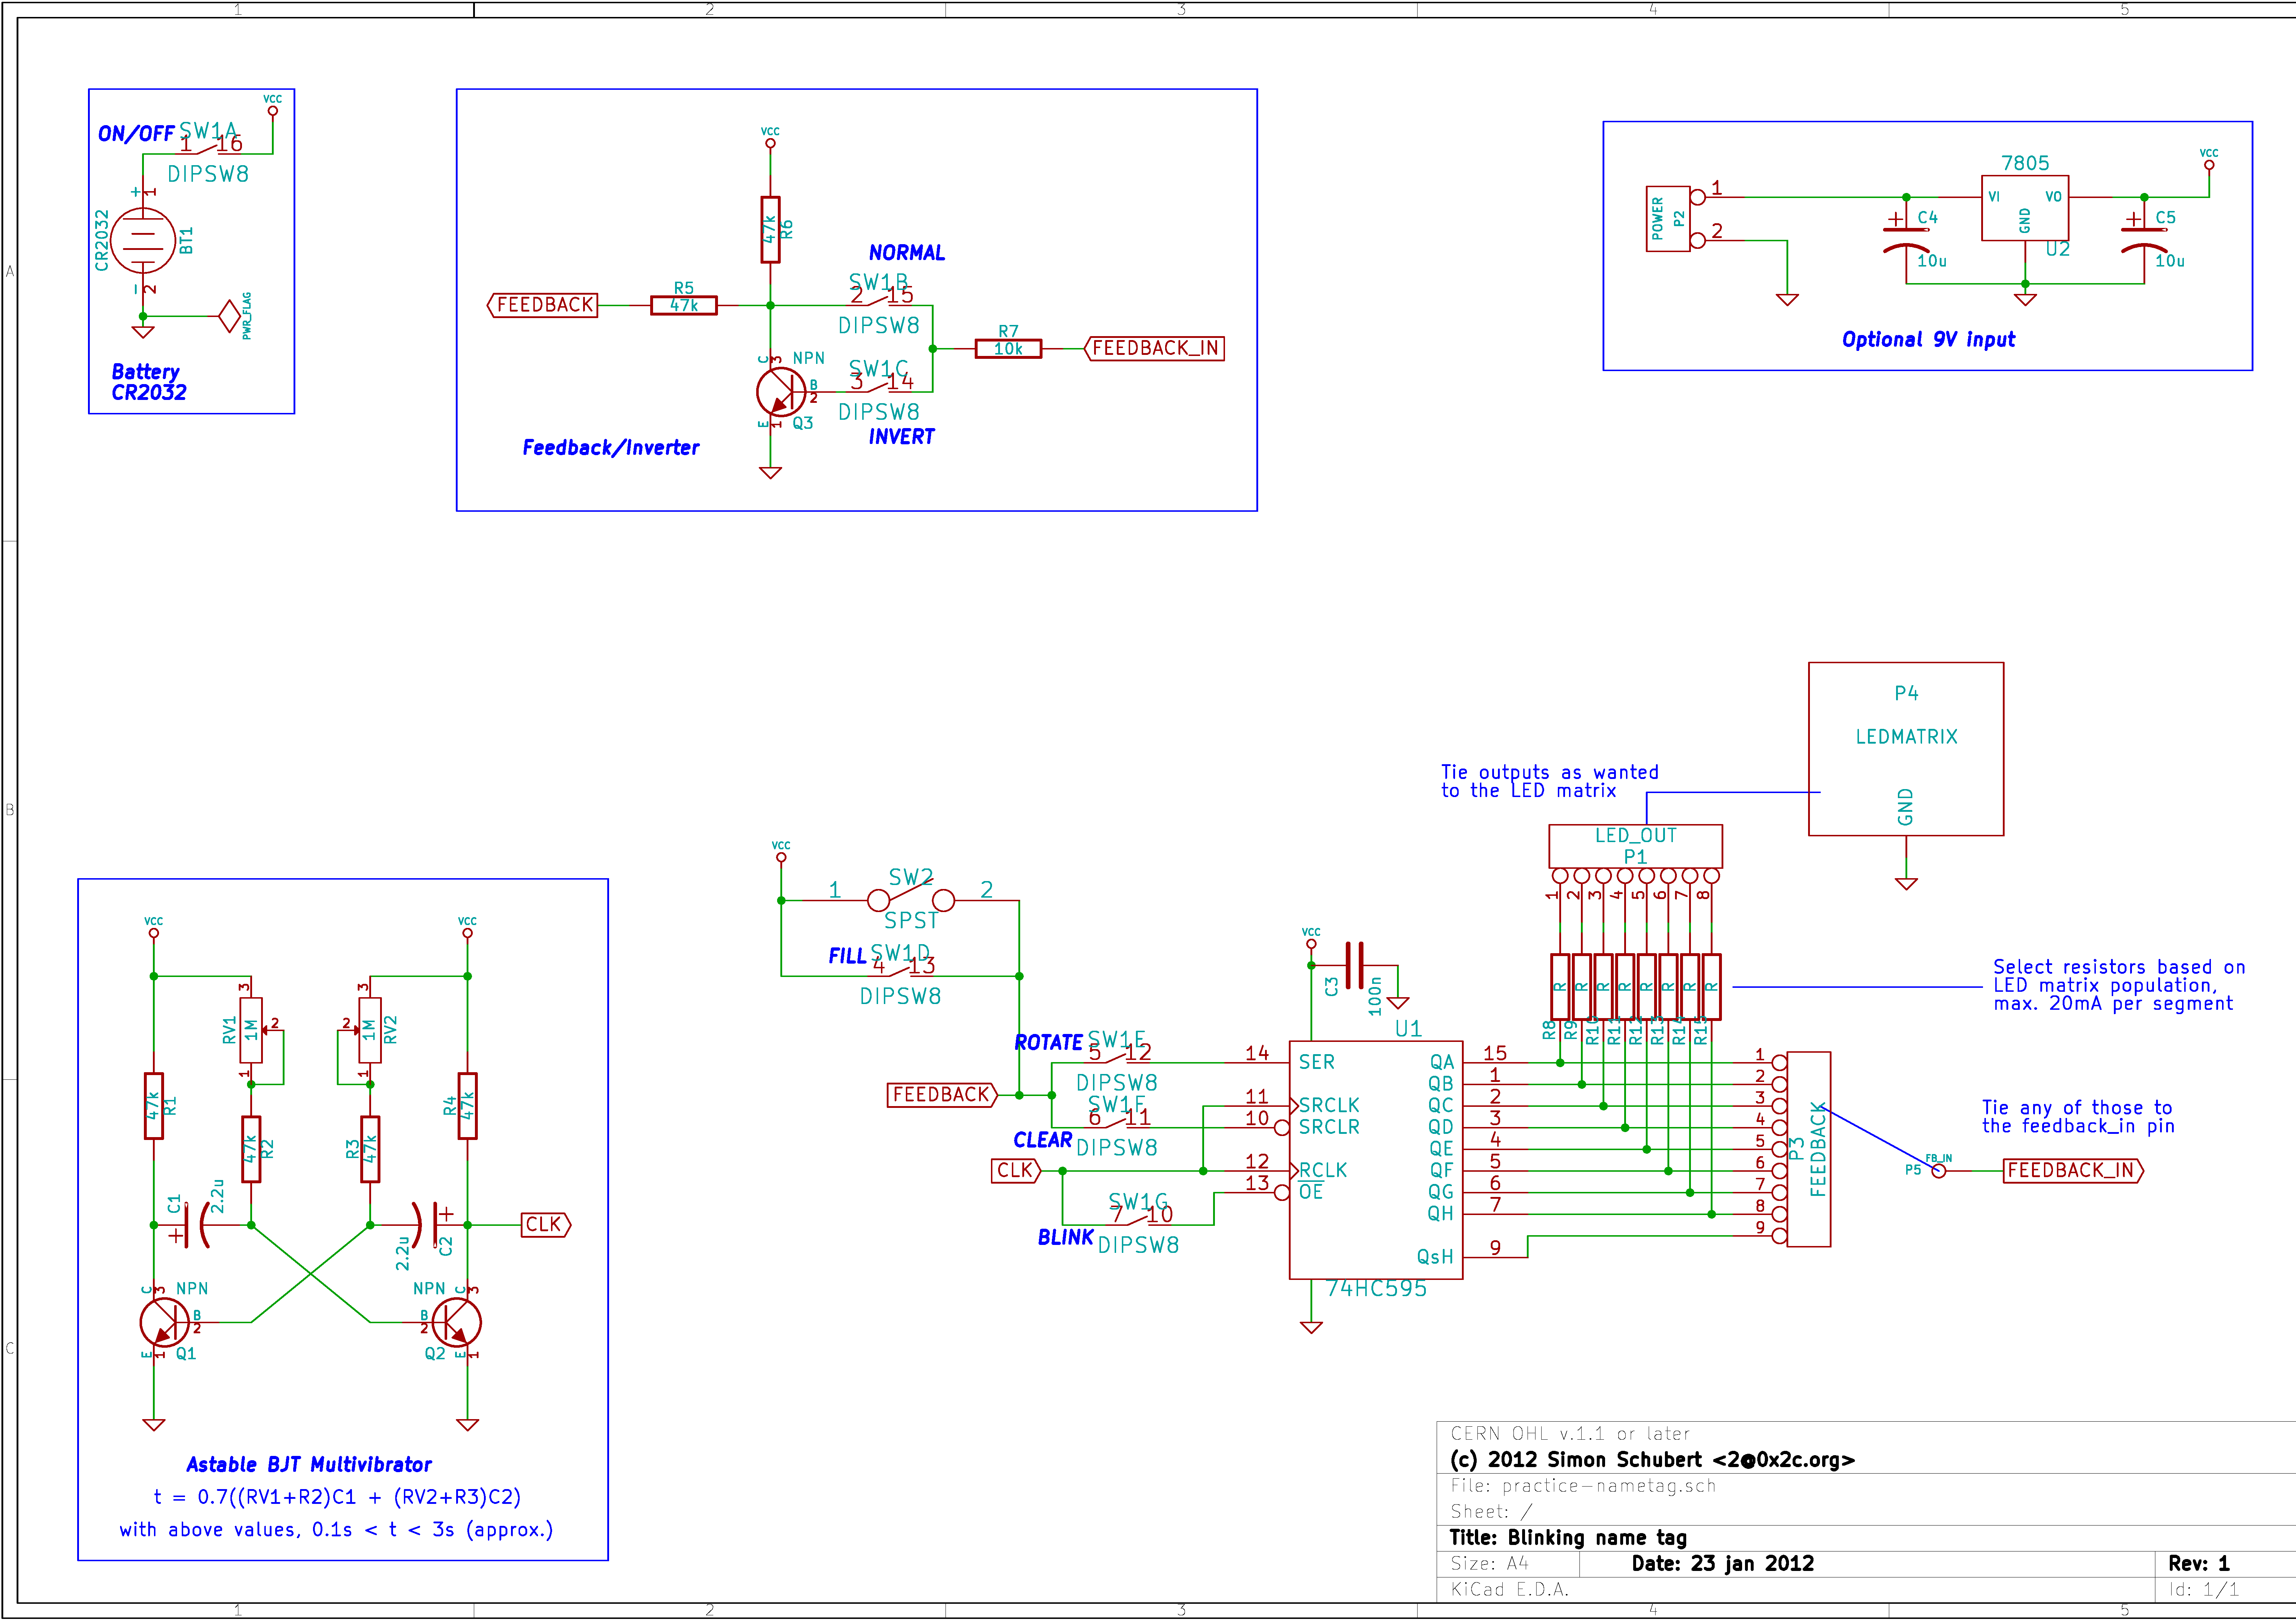 1 2 3 4 5
A
B
C
VCC
ON/OFF SW1A
1 16
DIPSW8
+ 1
CR2032
BT1
- 2
PWR_FLAG
Battery
CR2032
VCC
47k R6
NORMAL
SW1B
2 15
DIPSW8
FEEDBACK
R5
47k
R7
10k
FEEDBACK_IN
C 3 NPN
SW1C
3 14
B
2
DIPSW8
E 1 Q3
INVERT
Feedback/Inverter
7805
VCC
POWER
P2
1
2
VI VO
GND
U2
+ C4
10u
+ C5
10u
Optional 9V input
P4
LEDMATRIX
GND
Tie outputs as wanted
to the LED matrix
LED_OUT
P1
1 2 3 4 5 6 7 8
R R R R R R R R
R8 R9 R10 R11 R12 R13 R14 R15
Select resistors based on
LED matrix population,
max. 20mA per segment
VCC
1 SW2 2
SPST
FILL SW1D
4 13
DIPSW8
VCC
C3
100n
U1
ROTATE SW1E
5 12
DIPSW8
FEEDBACK
SW1F
6 11
CLEAR
DIPSW8
CLK
SW1G
7 10
BLINK
DIPSW8
14 SER
11 SRCLK
10 SRCLR
12 RCLK
13 OE
QA 15
QB 1
QC 2
QD 3
QE 4
QF 5
QG 6
QH 7
QsH 9
74HC595
1
2
3
4
5
6
7
8
9
P3
FEEDBACK
Tie any of those to
the feedback_in pin
FB_IN
P5
FEEDBACK_IN
VCC VCC
3 3
RV1 1M 2
2 1M RV2
1 1
47k R1
47k R2
R3 47k
R4 47k
C1 2.2u
+
2.2u C2
+
CLK
C 3 NPN
NPN C 3
B
2
B
2
E 1 Q1
Q2 E 1
Astable BJT Multivibrator
t = 0.7((RV1+R2)C1 + (RV2+R3)C2)
with above values, 0.1s < t < 3s (approx.)
CERN OHL v.1.1 or later
(c) 2012 Simon Schubert <2@0x2c.org>
File: practice-nametag.sch
Sheet: /
Title: Blinking name tag
Size: A4 Date: 23 jan 2012 Rev: 1
KiCad E.D.A. Id: 1/1
1 2 3 4 5